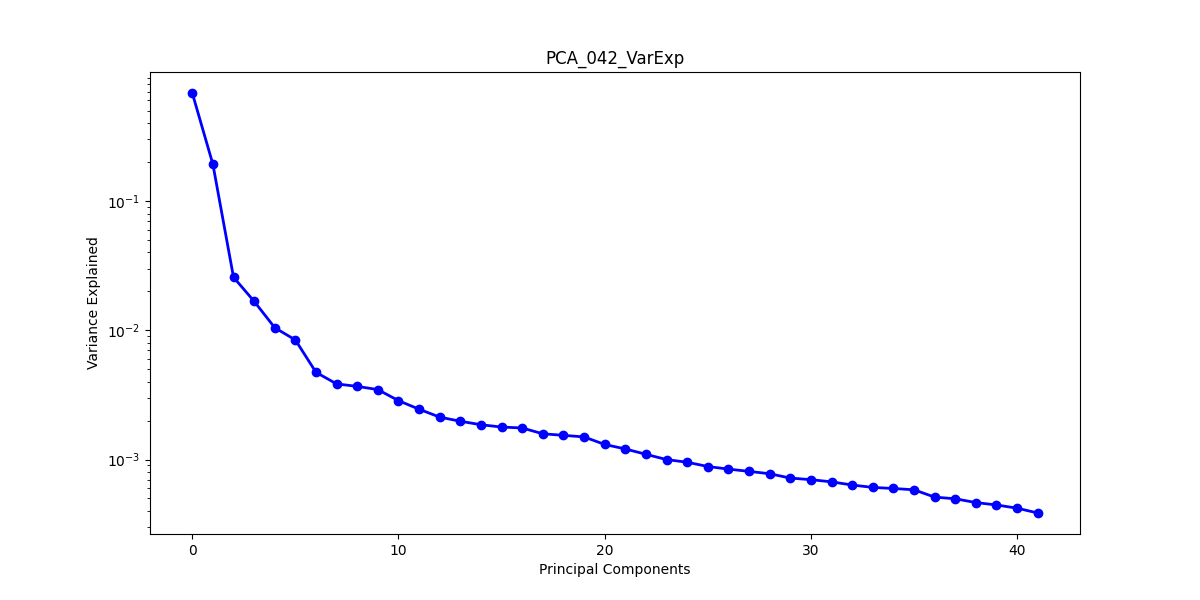 PCA_042_VarExp
Variance Explained
10⁻¹
10⁻²
10⁻³
0 10 20 30 40
Principal Components